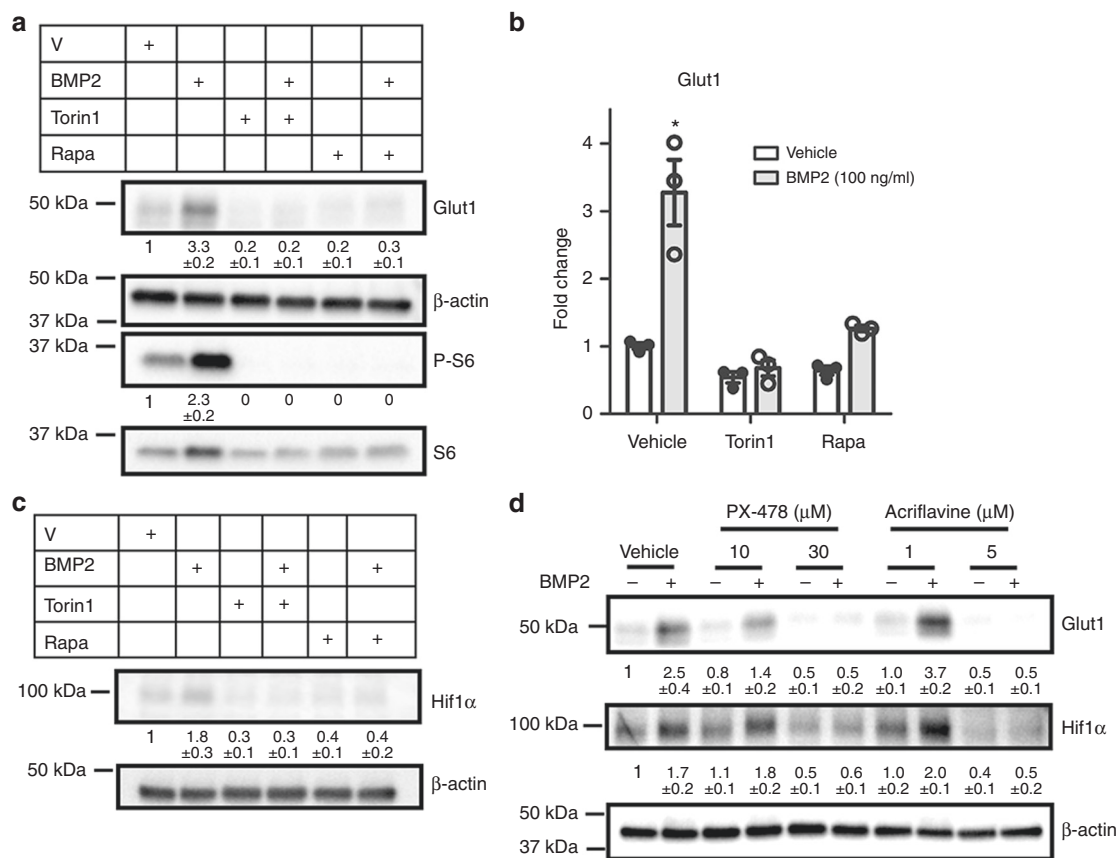 a
V +
BMP2 + + +
Torin1 + +
Rapa + +
50 kDa Glut1
1 3.3 0.2 0.2 0.2 0.3
±0.2 ±0.1 ±0.1 ±0.1 ±0.1
50 kDa β-actin
37 kDa
37 kDa P-S6
1 2.3 0 0 0 0
±0.2
37 kDa S6
b
Glut1
*
Vehicle
BMP2 (100 ng/ml)
Fold change
4
3
2
1
0
Vehicle Torin1 Rapa
c
V +
BMP2 + + +
Torin1 + +
Rapa + +
100 kDa Hif1α
1 1.8 0.3 0.3 0.4 0.4
±0.3 ±0.1 ±0.1 ±0.1 ±0.2
50 kDa β-actin
d
PX-478 (μM) Acriflavine (μM)
Vehicle 10 30 1 5
BMP2 – + – + – + – + – +
50 kDa Glut1
1 2.5 0.8 1.4 0.5 0.5 1.0 3.7 0.5 0.5
±0.4 ±0.1 ±0.2 ±0.1 ±0.2 ±0.1 ±0.2 ±0.1 ±0.1
100 kDa Hif1α
1 1.7 1.1 1.8 0.5 0.6 1.0 2.0 0.4 0.5
±0.2 ±0.1 ±0.2 ±0.1 ±0.1 ±0.2 ±0.1 ±0.1 ±0.2
50 kDa β-actin
37 kDa